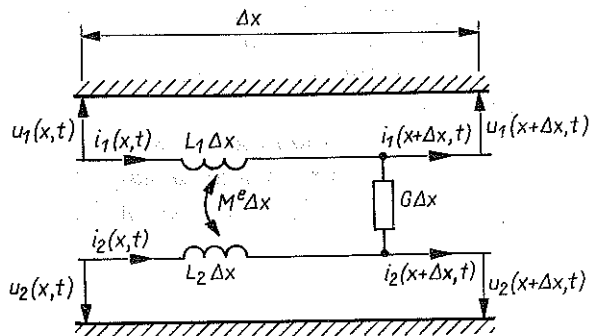 Δx
u₁(x,t)
i₁(x,t)
L₁Δx
i₁(x+Δx,t)
u₁(x+Δx,t)
MᵉΔx
GΔx
i₂(x,t)
L₂Δx
i₂(x+Δx,t)
u₂(x,t)
u₂(x+Δx,t)